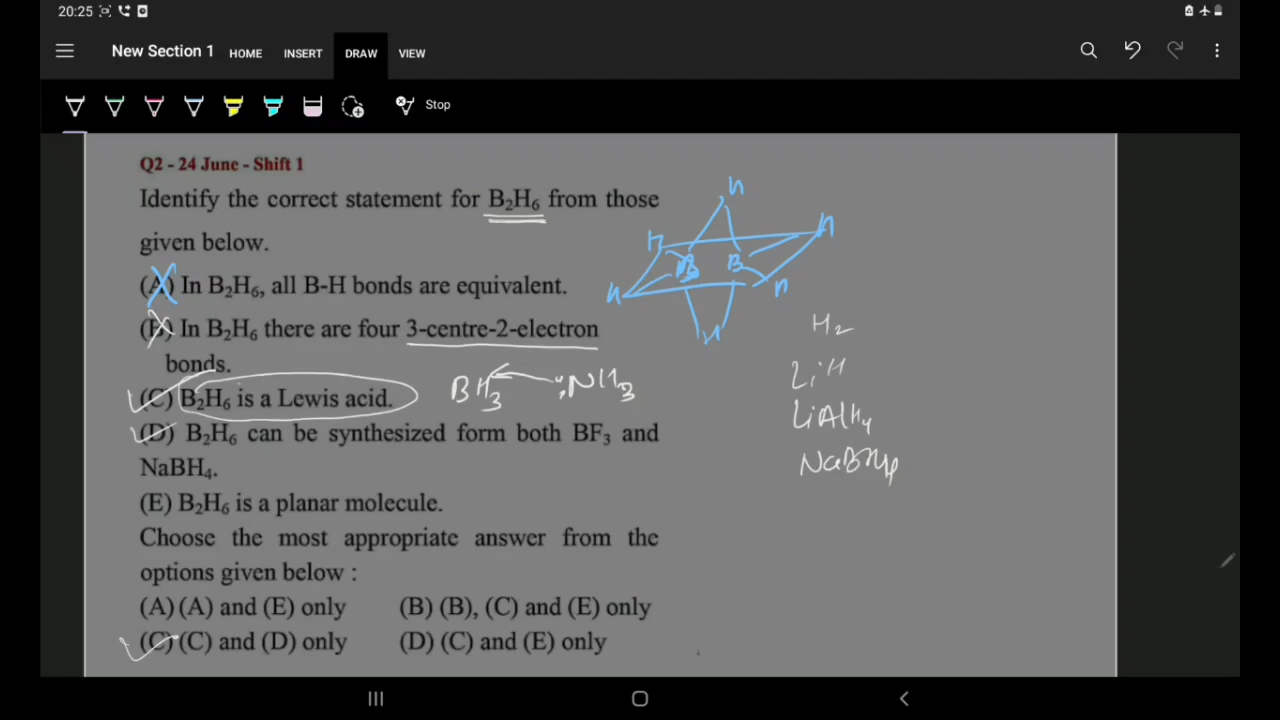 20:25
New Section 1 HOME INSERT DRAW VIEW
Stop
Q2 - 24 June - Shift 1
Identify the correct statement for B₂H₆ from those
given below.
(A) In B₂H₆, all B-H bonds are equivalent.
(B) In B₂H₆ there are four 3-centre-2-electron
bonds.
(C) B₂H₆ is a Lewis acid.
(D) B₂H₆ can be synthesized form both BF₃ and
NaBH₄.
(E) B₂H₆ is a planar molecule.
Choose the most appropriate answer from the
options given below :
(A) (A) and (E) only (B) (B), (C) and (E) only
(C) (C) and (D) only (D) (C) and (E) only
BH₃ :NH₃
H
H H
B B
H H
H
H₂
LiH
LiAlH₄
NaBH₄